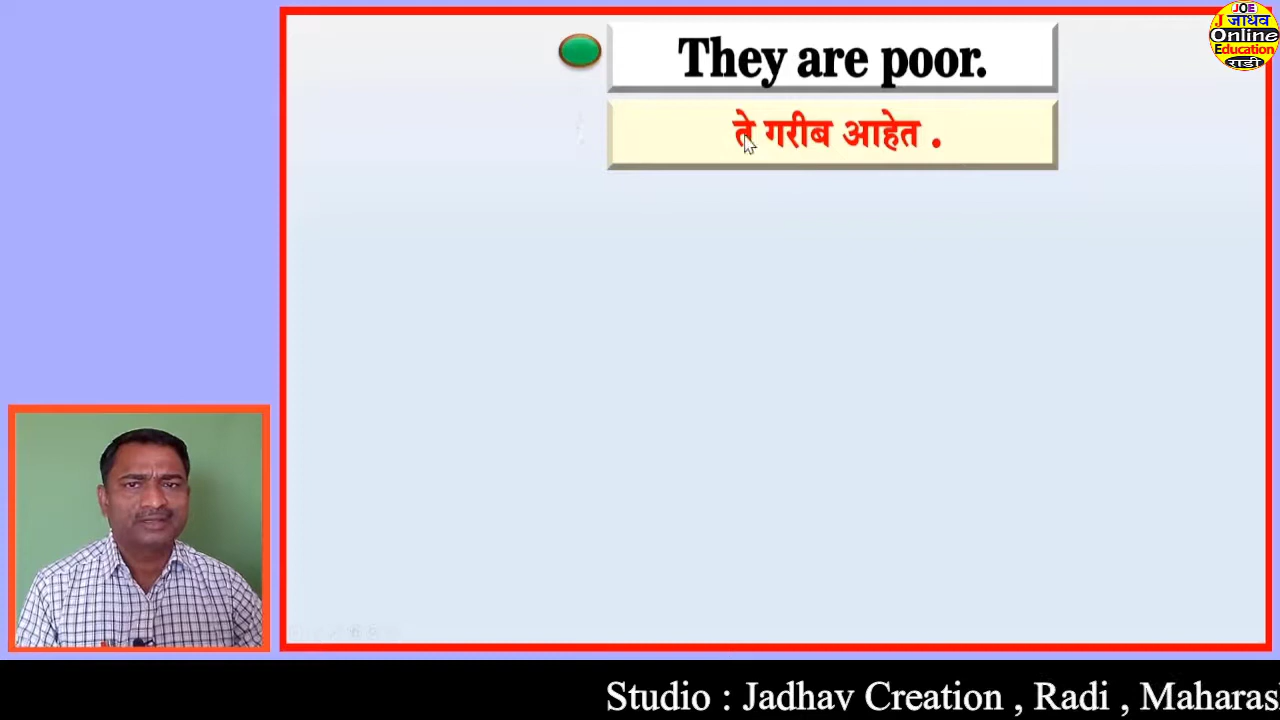 They are poor.
ते गरीब आहेत .
JOE
J जाधव
Online
Education
राडी
Studio : Jadhav Creation , Radi , Maharas